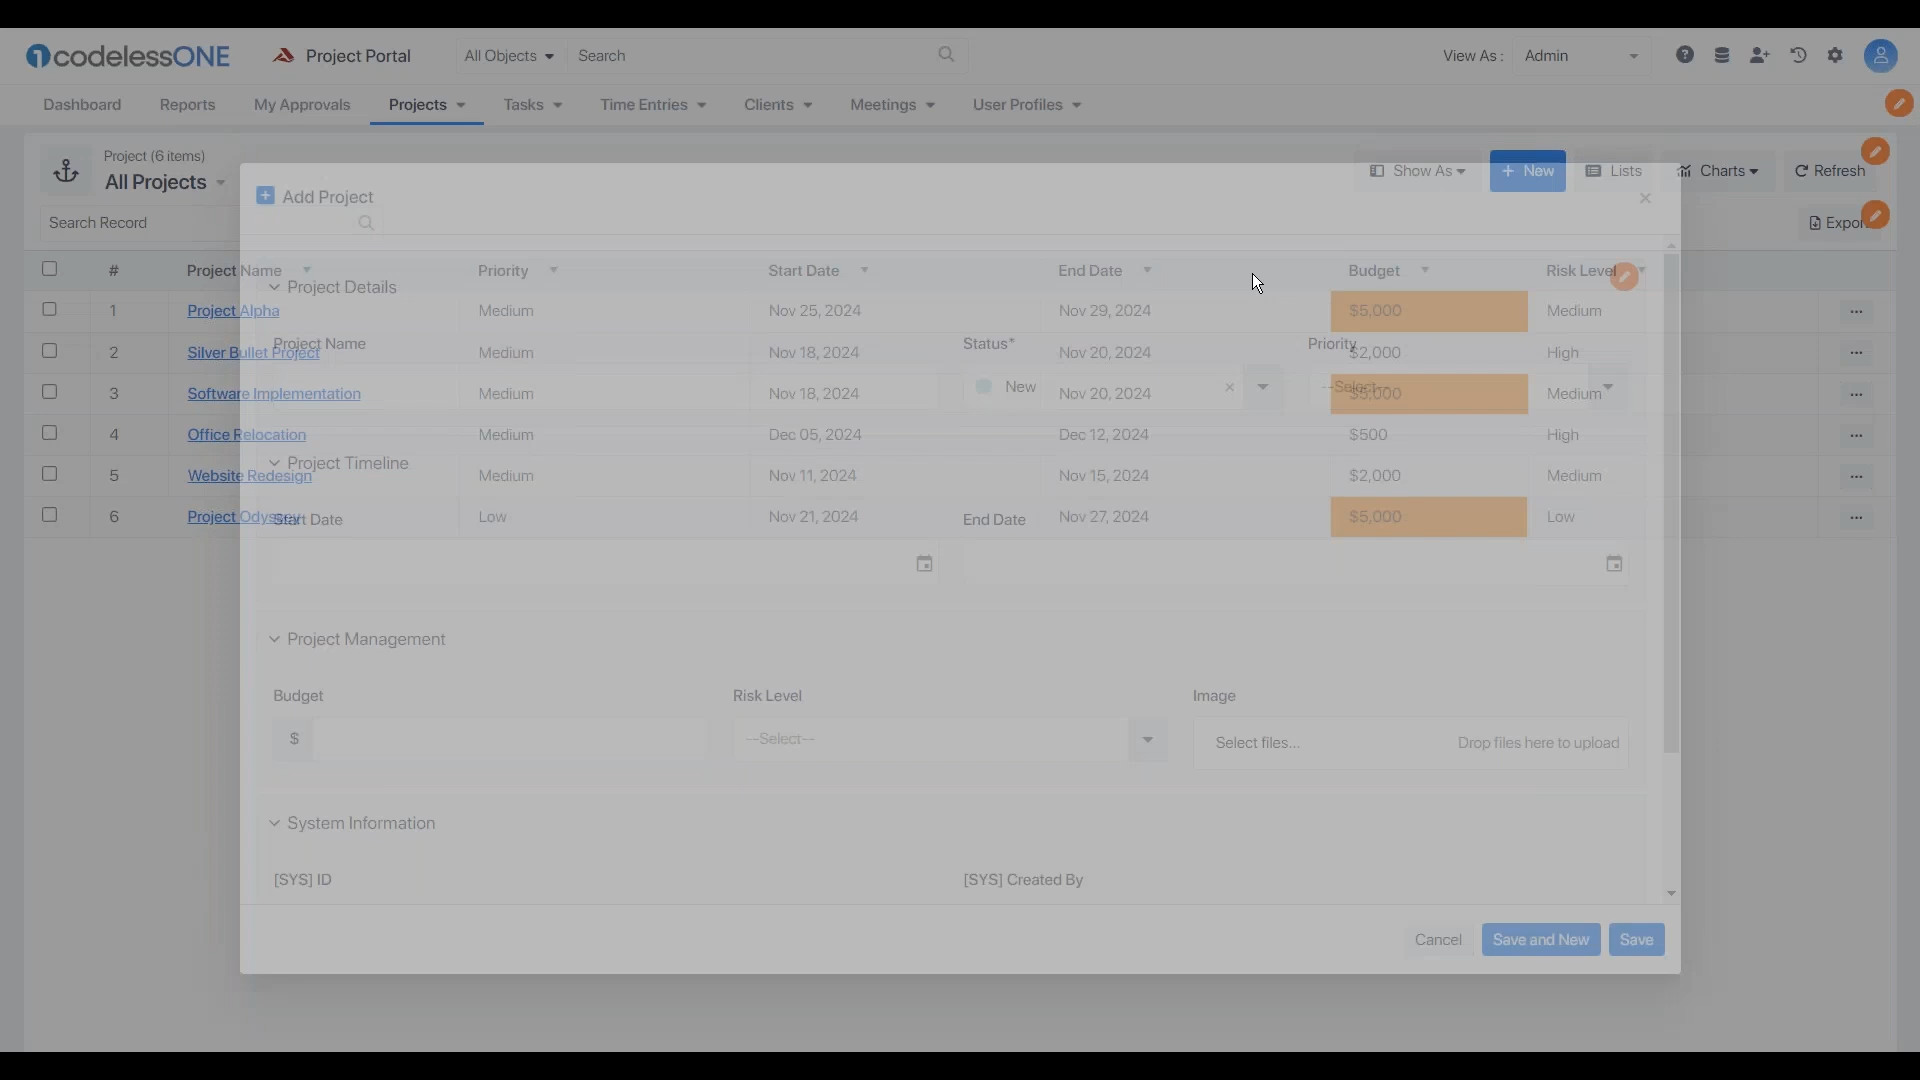 codelessONE
Project Portal
All Objects
Search
View As :
Admin
Dashboard
Reports
My Approvals
Projects
Tasks
Time Entries
Clients
Meetings
User Profiles
Project (6 items)
All Projects
Show As
+ New
Lists
Charts
Refresh
Search Record
Export
# Project Name Priority Start Date End Date Budget Risk Level
1 Project Alpha Medium Nov 25, 2024 Nov 29, 2024 $5,000 Medium ...
2 Silver Bullet Project Medium Nov 18, 2024 Nov 20, 2024 $2,000 High ...
3 Software Implementation Medium Nov 18, 2024 Nov 20, 2024 $5,000 Medium ...
4 Office Relocation Medium Dec 05, 2024 Dec 12, 2024 $500 High ...
5 Website Redesign Medium Nov 11, 2024 Nov 15, 2024 $2,000 Medium ...
6 Project Odyssey Low Nov 21, 2024 Nov 27, 2024 $5,000 Low ...
Add Project
Project Details
Project Name
Status*
Priority
New
--Select--
Project Timeline
Start Date
End Date
Project Management
Budget
Risk Level
Image
$
--Select--
Select files...
Drop files here to upload
System Information
[SYS] ID
[SYS] Created By
Cancel
Save and New
Save